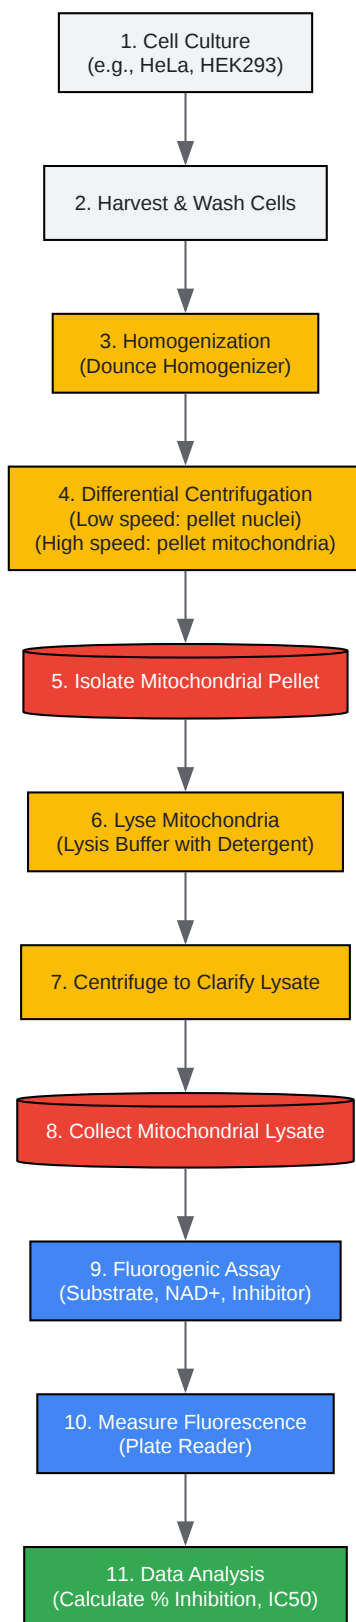 1. Cell Culture
(e.g., HeLa, HEK293)
2. Harvest & Wash Cells
3. Homogenization
(Dounce Homogenizer)
4. Differential Centrifugation
(Low speed: pellet nuclei)
(High speed: pellet mitochondria)
5. Isolate Mitochondrial Pellet
6. Lyse Mitochondria
(Lysis Buffer with Detergent)
7. Centrifuge to Clarify Lysate
8. Collect Mitochondrial Lysate
9. Fluorogenic Assay
(Substrate, NAD+, Inhibitor)
10. Measure Fluorescence
(Plate Reader)
11. Data Analysis
(Calculate % Inhibition, IC50)